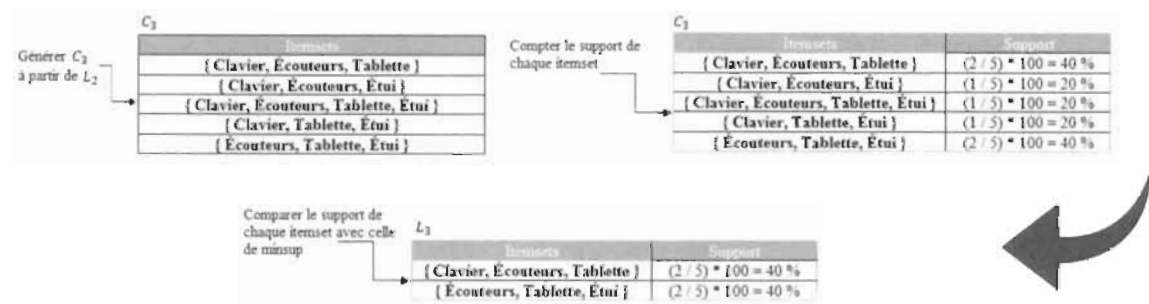 C₃
Générer C₃
à partir de L₂
Itemsets
{ Clavier, Écouteurs, Tablette }
{ Clavier, Écouteurs, Étui }
{ Clavier, Écouteurs, Tablette, Étui }
{ Clavier, Tablette, Étui }
{ Écouteurs, Tablette, Étui }
Compter le support de
chaque itemset
C₃
Itemsets Support
{ Clavier, Écouteurs, Tablette } (2 / 5) * 100 = 40 %
{ Clavier, Écouteurs, Étui } (1 / 5) * 100 = 20 %
{ Clavier, Écouteurs, Tablette, Étui } (1 / 5) * 100 = 20 %
{ Clavier, Tablette, Étui } (1 / 5) * 100 = 20 %
{ Écouteurs, Tablette, Étui } (2 / 5) * 100 = 40 %
Comparer le support de
chaque itemset avec celle
de minsup
L₃
Itemsets Support
{ Clavier, Écouteurs, Tablette } (2 / 5) * 100 = 40 %
{ Écouteurs, Tablette, Étui } (2 / 5) * 100 = 40 %